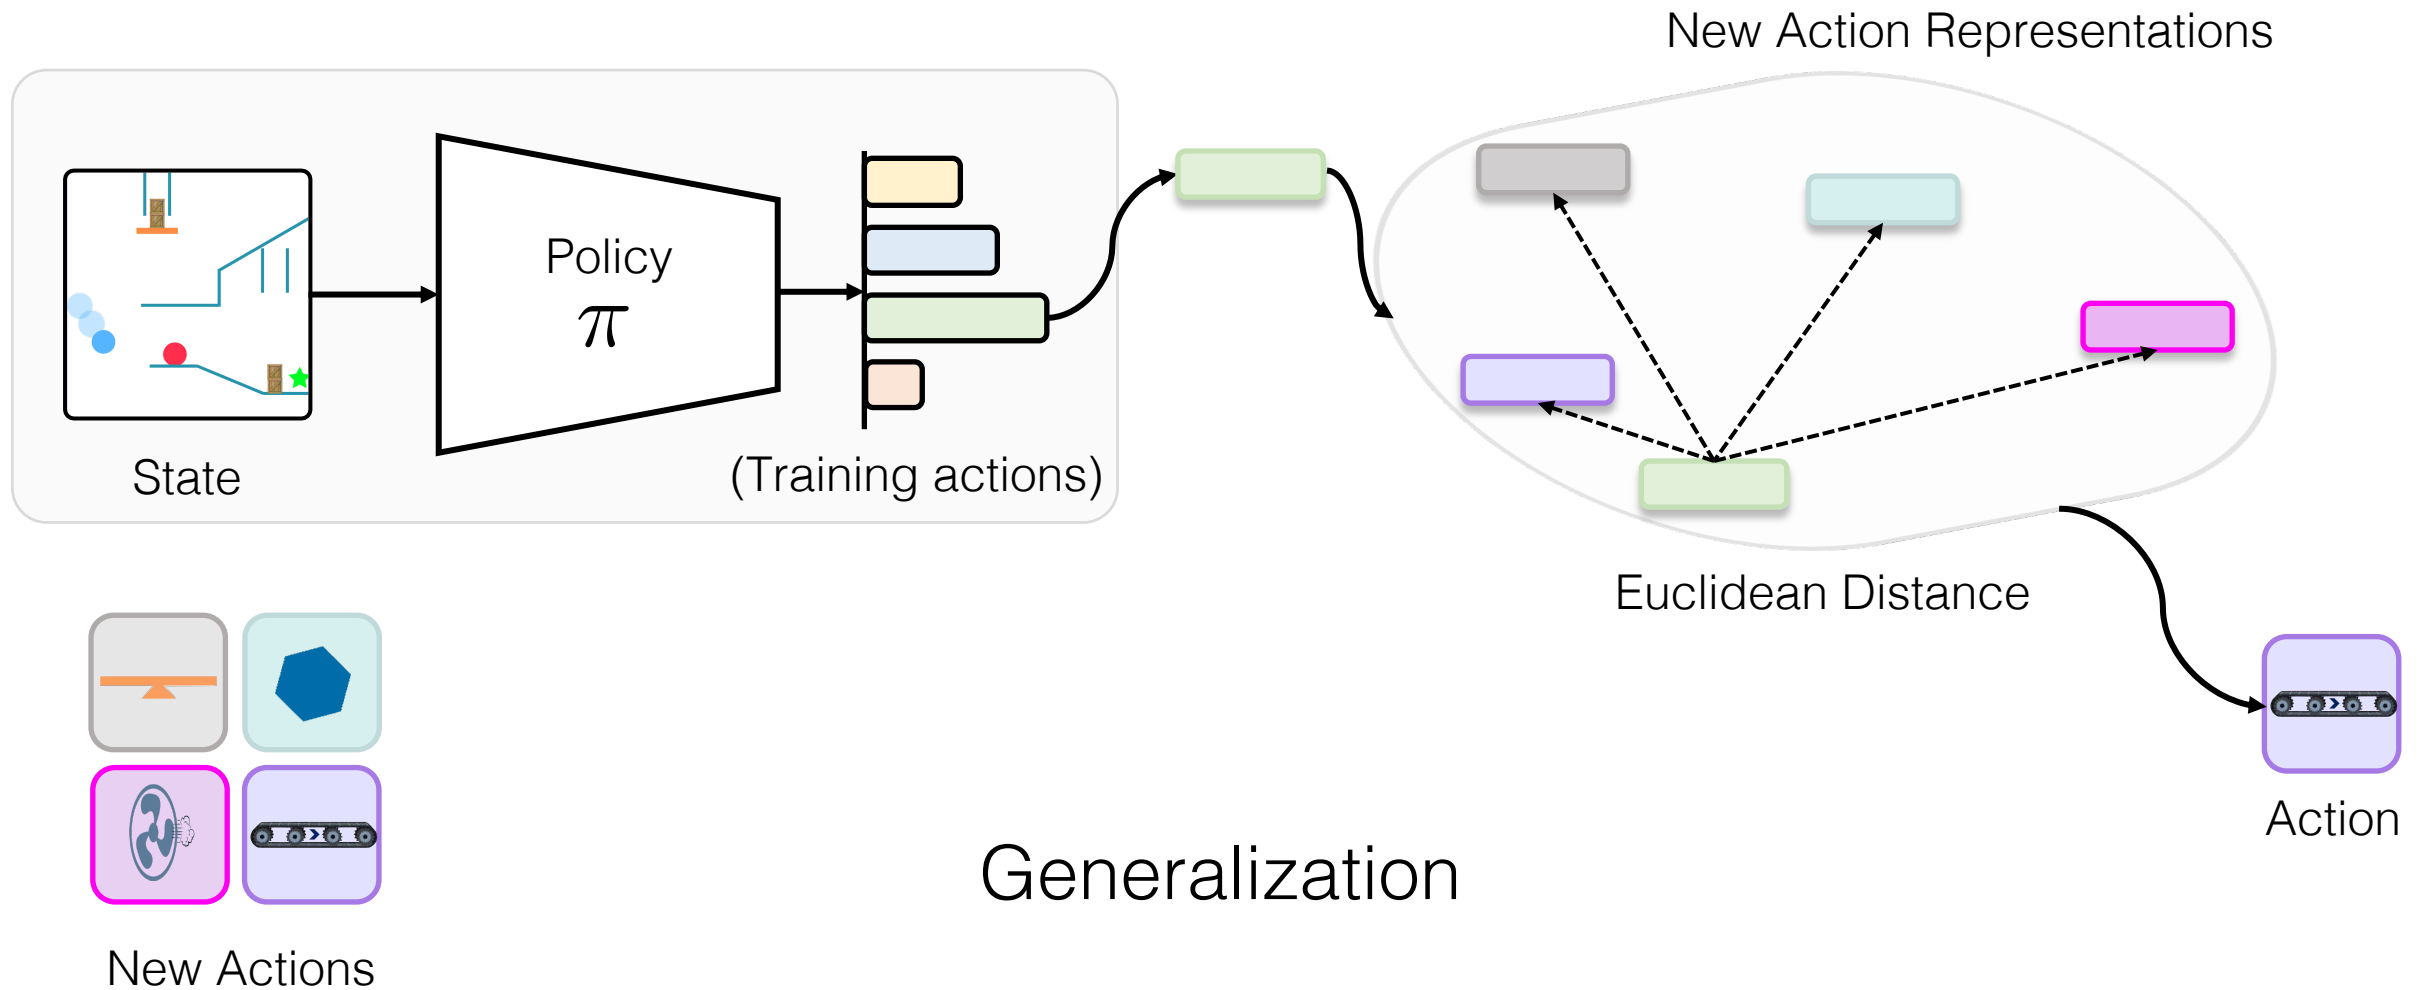 New Action Representations
Policy
π
State
(Training actions)
Euclidean Distance
Action
Generalization
New Actions